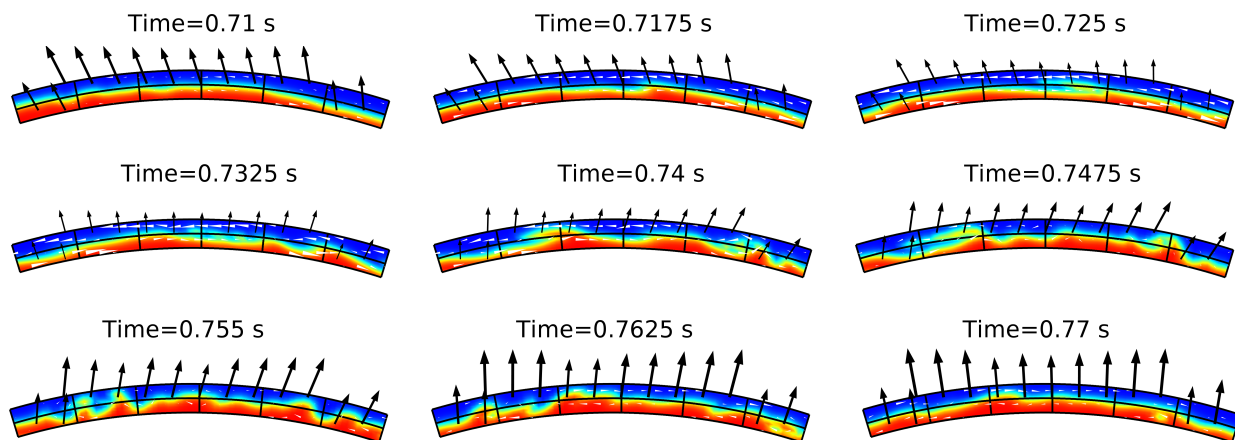 Time=0.71 s
Time=0.7175 s
Time=0.725 s
Time=0.7325 s
Time=0.74 s
Time=0.7475 s
Time=0.755 s
Time=0.7625 s
Time=0.77 s